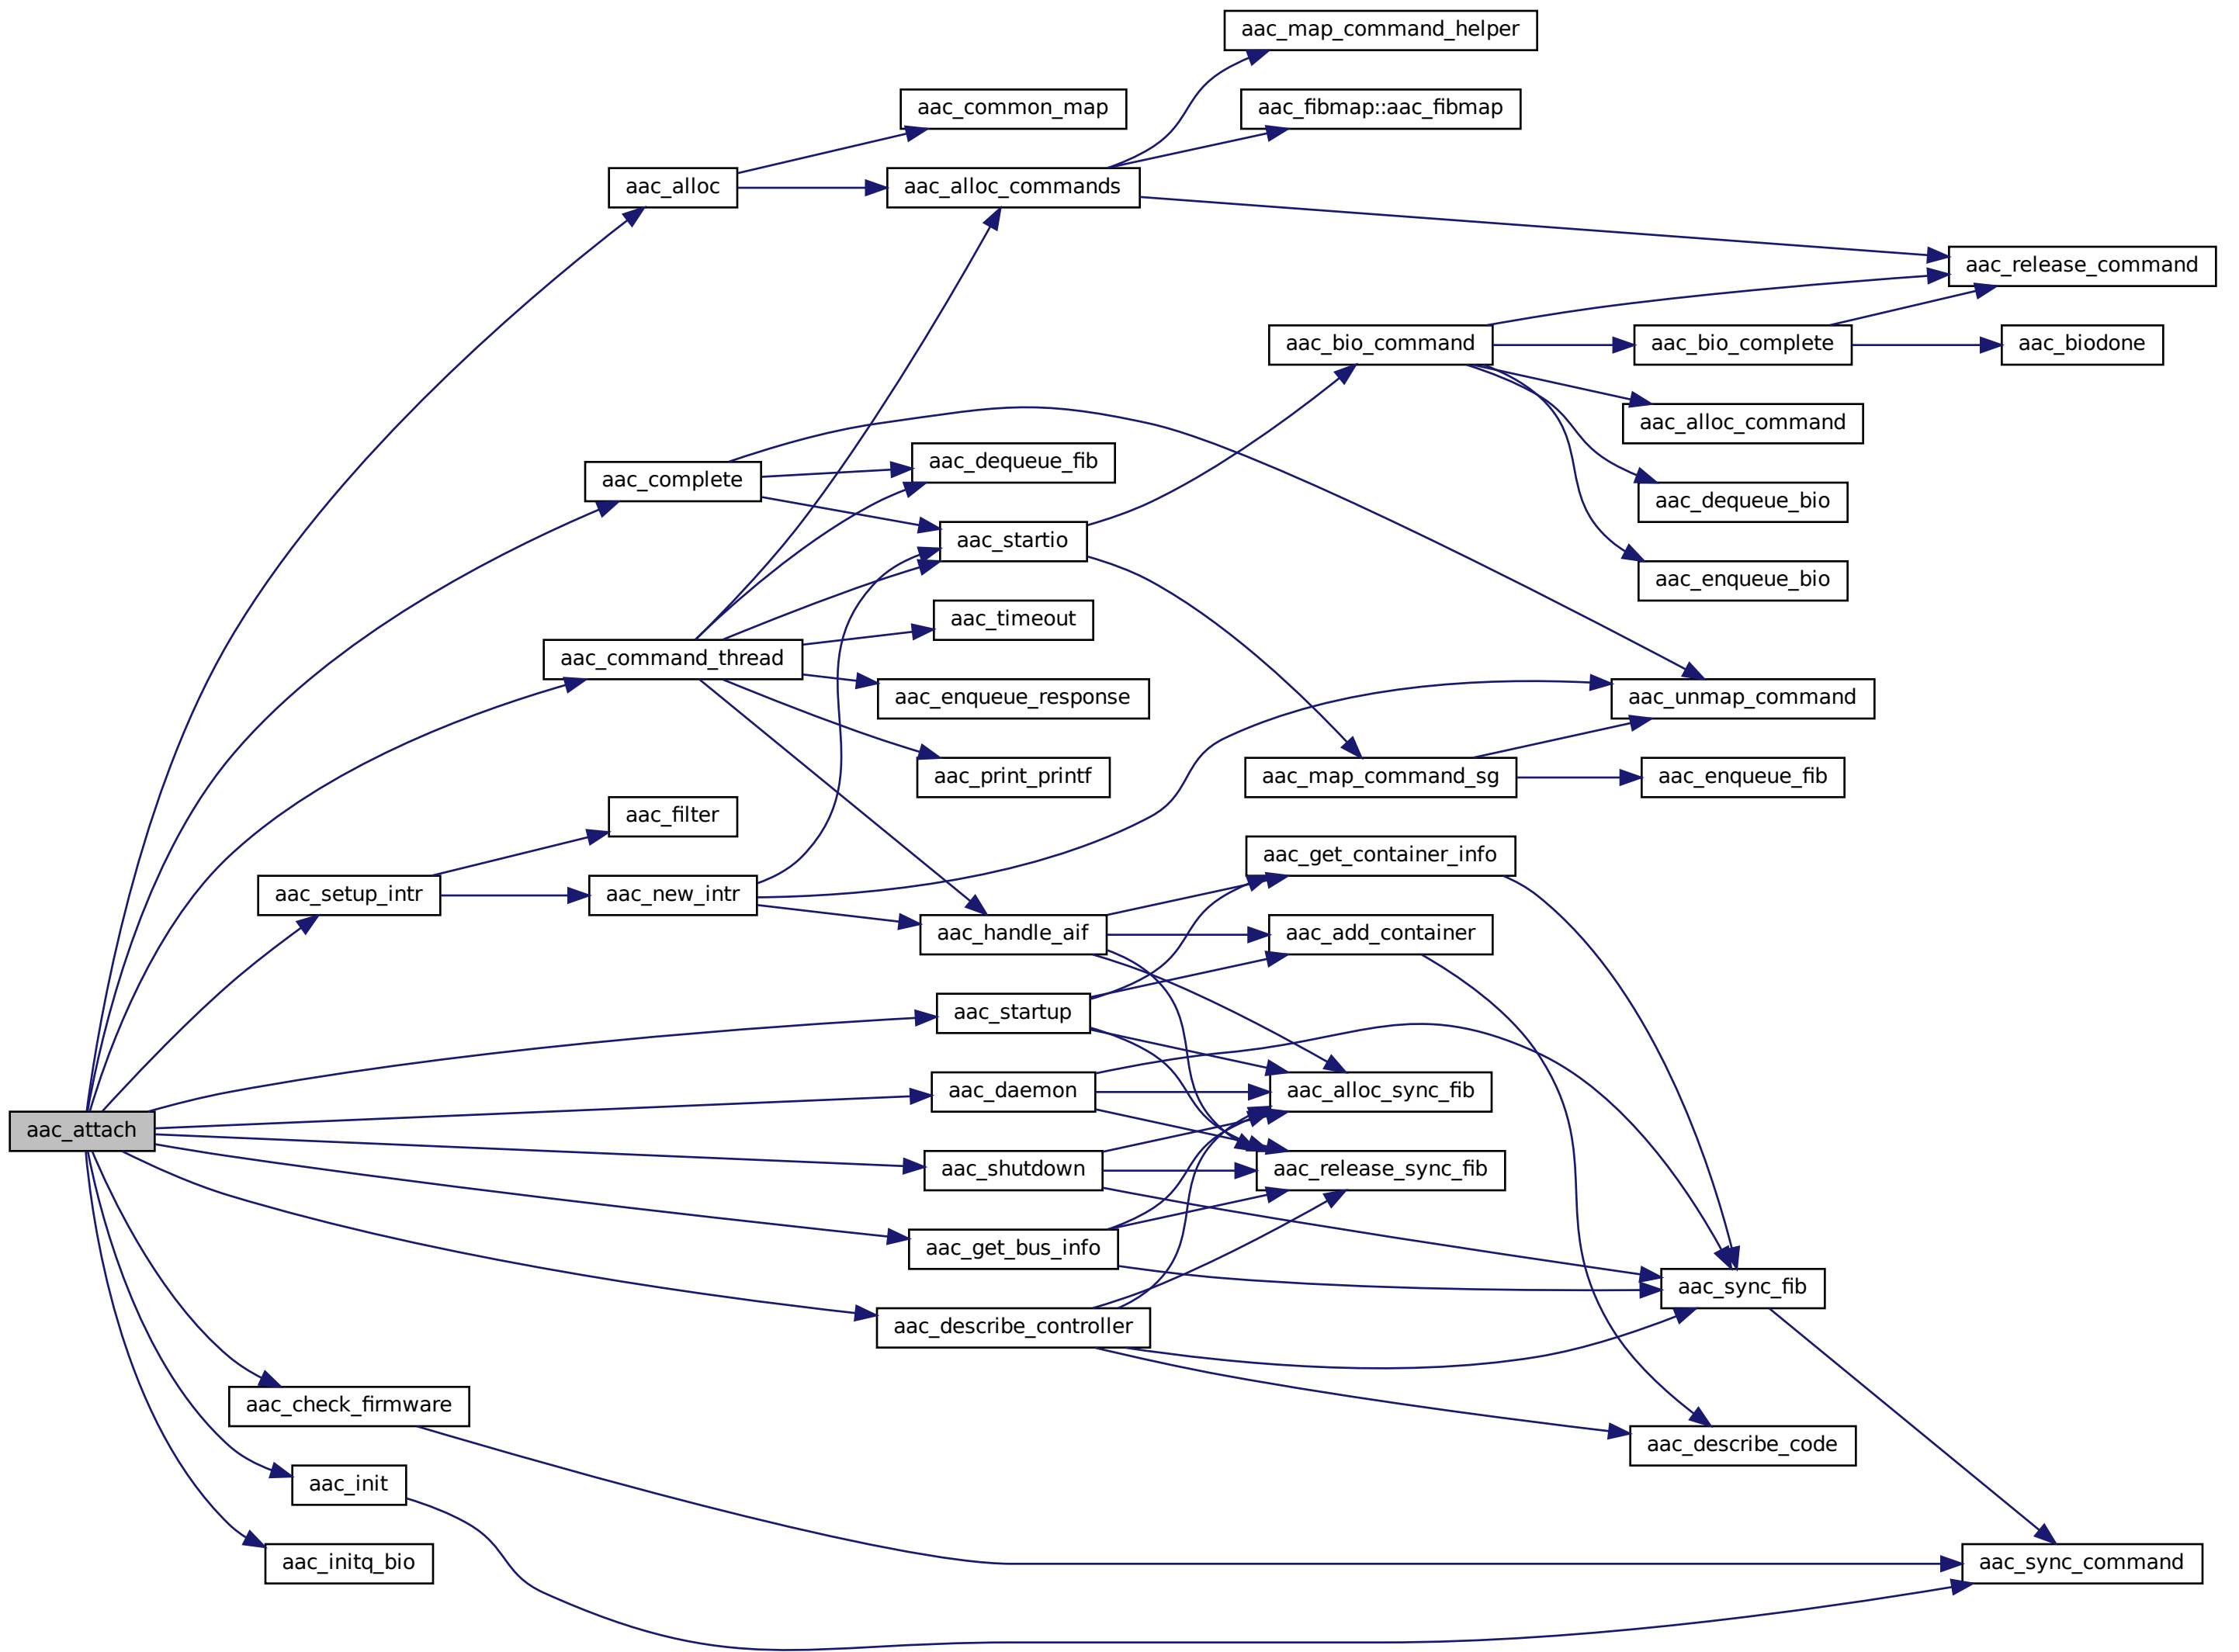 aac_map_command_helper
aac_common_map
aac_fibmap::aac_fibmap
aac_alloc
aac_alloc_commands
aac_release_command
aac_bio_command
aac_bio_complete
aac_biodone
aac_alloc_command
aac_complete
aac_dequeue_fib
aac_dequeue_bio
aac_startio
aac_enqueue_bio
aac_timeout
aac_command_thread
aac_enqueue_response
aac_unmap_command
aac_print_printf
aac_map_command_sg
aac_enqueue_fib
aac_filter
aac_get_container_info
aac_setup_intr
aac_new_intr
aac_handle_aif
aac_add_container
aac_startup
aac_daemon
aac_alloc_sync_fib
aac_attach
aac_shutdown
aac_release_sync_fib
aac_get_bus_info
aac_sync_fib
aac_describe_controller
aac_check_firmware
aac_describe_code
aac_init
aac_initq_bio
aac_sync_command